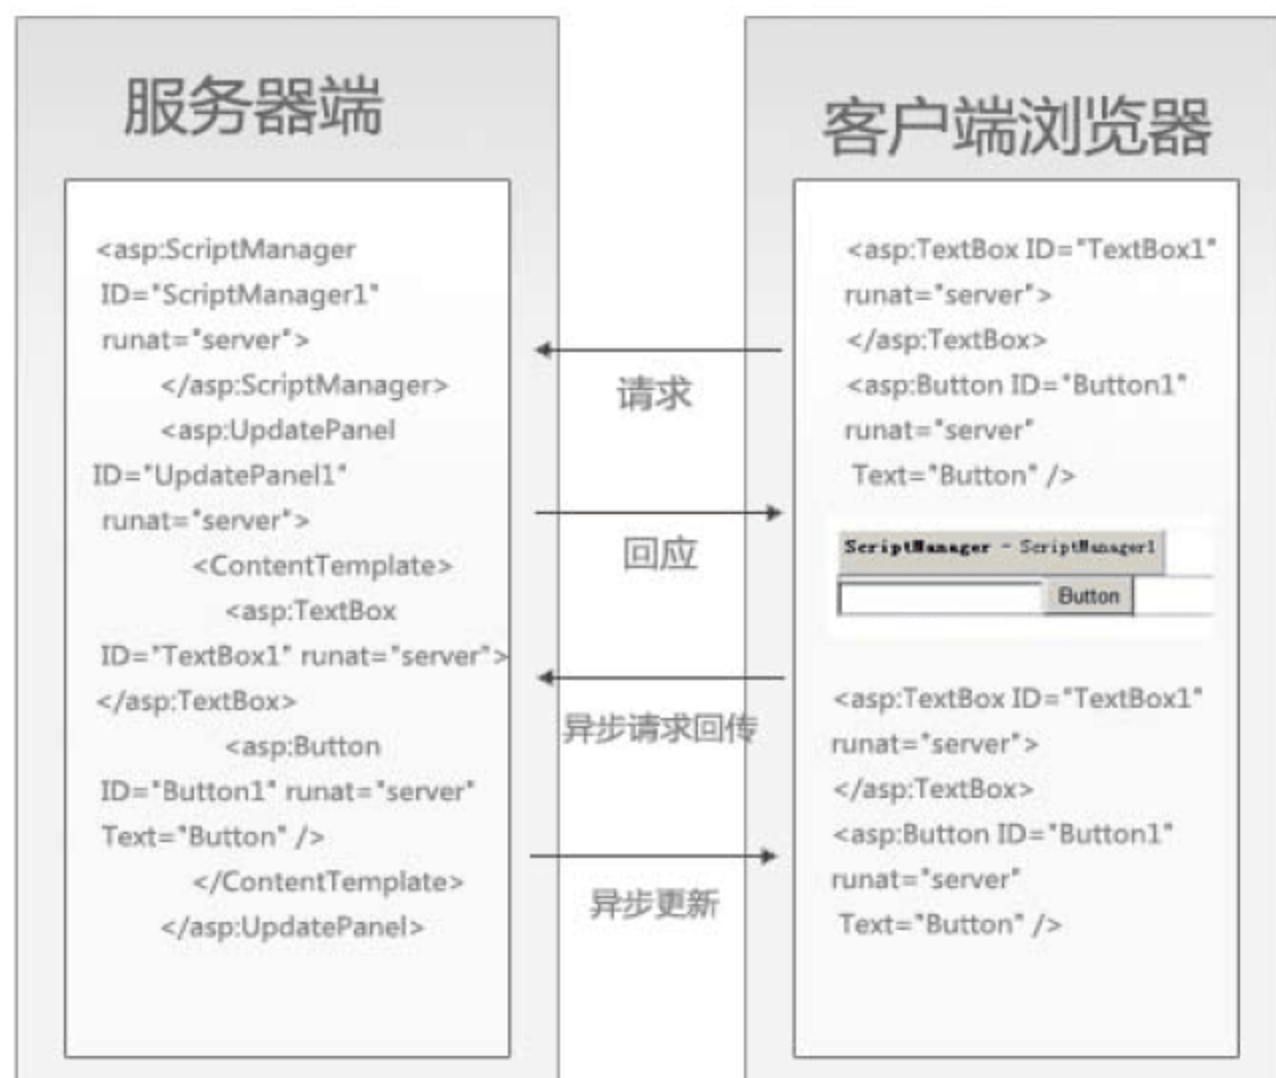 服务器端
<asp:ScriptManager
ID="ScriptManager1"
runat="server">
</asp:ScriptManager>
<asp:UpdatePanel
ID="UpdatePanel1"
runat="server">
<ContentTemplate>
<asp:TextBox
ID="TextBox1" runat="server">
</asp:TextBox>
<asp:Button
ID="Button1" runat="server"
Text="Button" />
</ContentTemplate>
</asp:UpdatePanel>
请求
回应
异步请求回传
异步更新
客户端浏览器
<asp:TextBox ID="TextBox1"
runat="server">
</asp:TextBox>
<asp:Button ID="Button1"
runat="server"
Text="Button" />
ScriptManager - ScriptManager1
Button
<asp:TextBox ID="TextBox1"
runat="server">
</asp:TextBox>
<asp:Button ID="Button1"
runat="server"
Text="Button" />